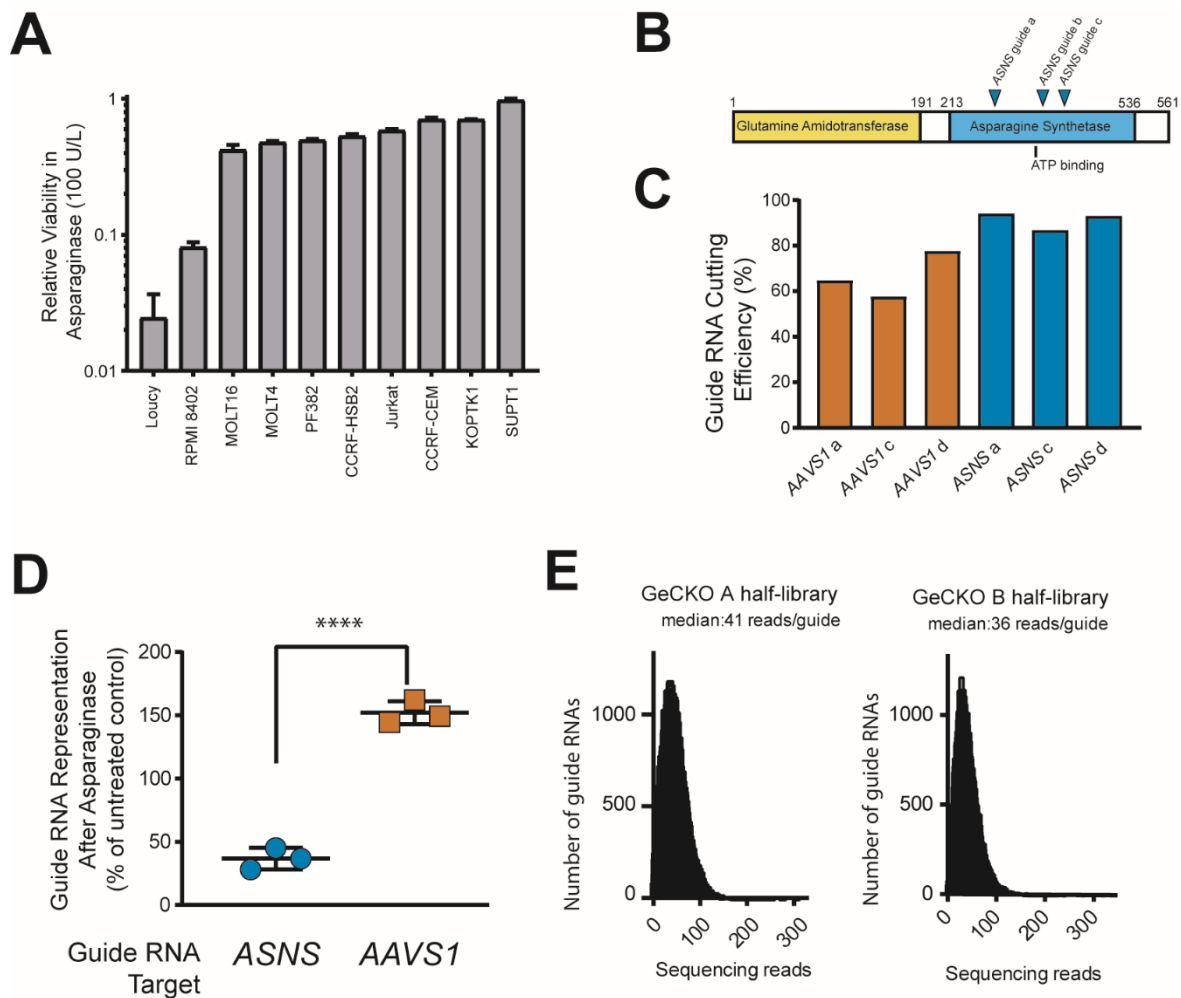 A
Relative Viability in
Asparaginase (100 U/L)
1
0.1
0.01
Loucy
RPMI 8402
MOLT16
MOLT4
PF382
CCRF-HSB2
Jurkat
CCRF-CEM
KOPTK1
SUPT1
B
ASNS guide a
ASNS guide b
ASNS guide c
1
191
213
536
561
Glutamine Amidotransferase
Asparagine Synthetase
ATP binding
C
Guide RNA Cutting
Efficiency (%)
100
80
60
40
20
0
AAVS1 a
AAVS1 c
AAVS1 d
ASNS a
ASNS c
ASNS d
D
Guide RNA Representation
After Asparaginase
(% of untreated control)
200
150
100
50
0
****
Guide RNA
Target
ASNS
AAVS1
E
GeCKO A half-library
median:41 reads/guide
Number of guide RNAs
1000
500
0
0
100
200
300
Sequencing reads
GeCKO B half-library
median:36 reads/guide
Number of guide RNAs
1000
500
0
0
100
200
300
Sequencing reads